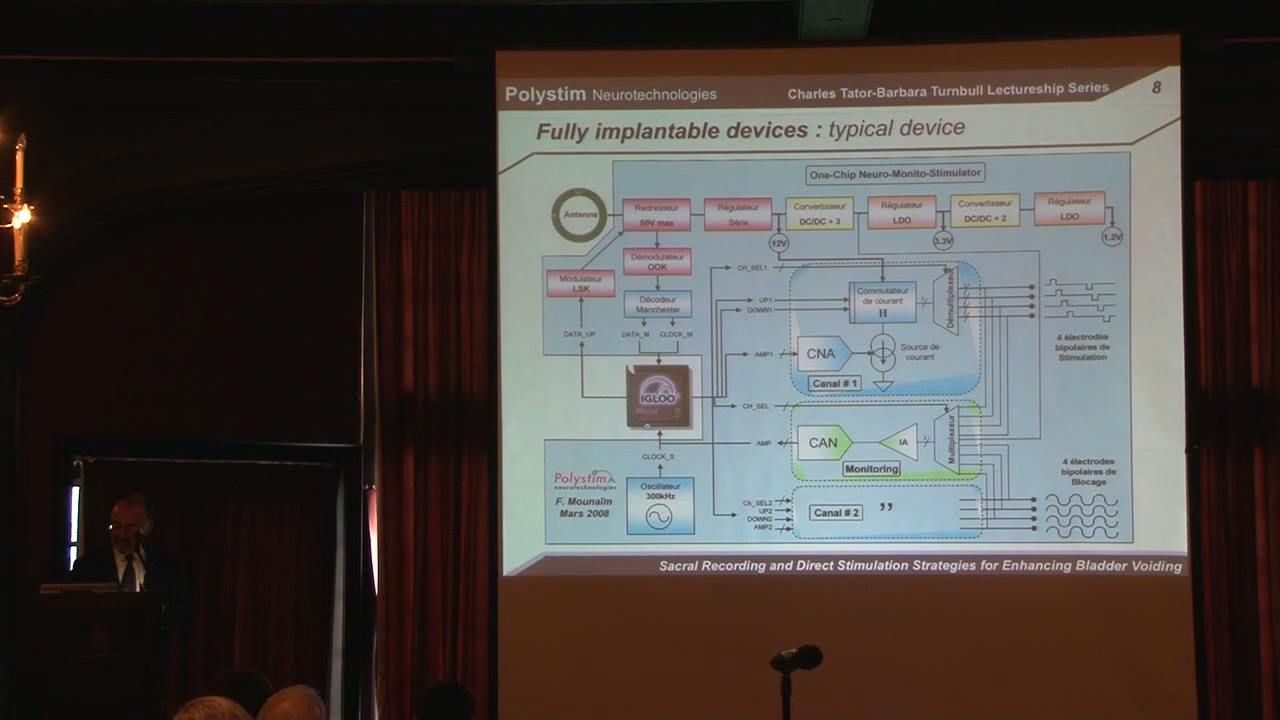 Polystim Neurotechnologies
Charles Tator-Barbara Turnbull Lectureship Series
8
Fully implantable devices : typical device
One-Chip Neuro-Monito-Stimulator
Antenne
Redresseur
50V max
Régulateur
Série
Convertisseur
DC/DC ÷ 3
Régulateur
LDO
Convertisseur
DC/DC ÷ 2
Régulateur
LDO
12V
3.3V
1.2V
Démodulateur
OOK
Modulateur
LSK
Décodeur
Manchester
DATA_UP
DATA_M
CLOCK_M
IGLOO
CH_SEL1
UP1
DOWN1
AMP1
Commutateur
de courant
H
Démultiplexeur
CNA
Source de
courant
Canal # 1
4 électrodes
bipolaires de
Stimulation
CH_SEL
AMP
CAN
IA
Multiplexeur
Monitoring
4 électrodes
bipolaires de
Blocage
CLOCK_S
Oscillateur
300kHz
Polystim
neurotechnologies
F. Mounaïm
Mars 2008
Ch_SEL2
UP2
DOWN2
AMP2
Canal # 2
”
Sacral Recording and Direct Stimulation Strategies for Enhancing Bladder Voiding